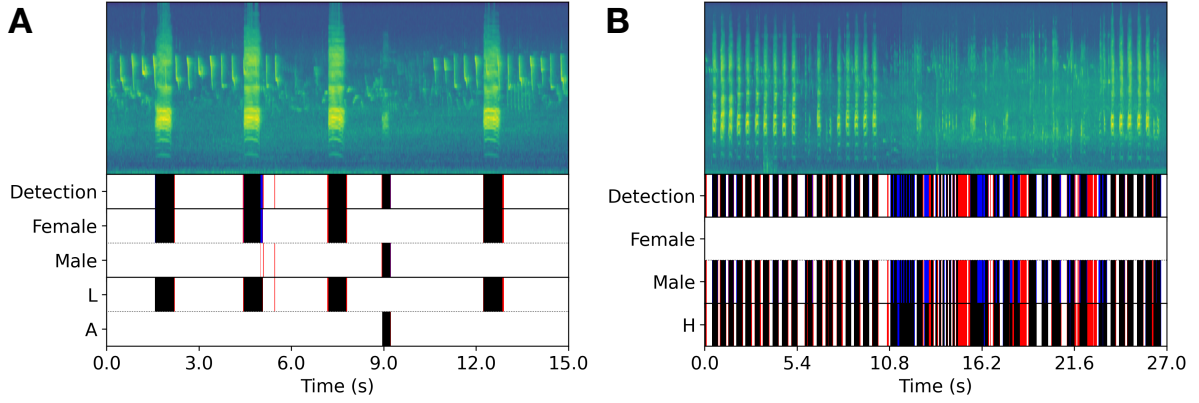 A
Detection
Female
Male
L
A
0.0 3.0 6.0 9.0 12.0 15.0
Time (s)
B
Detection
Female
Male
H
0.0 5.4 10.8 16.2 21.6 27.0
Time (s)